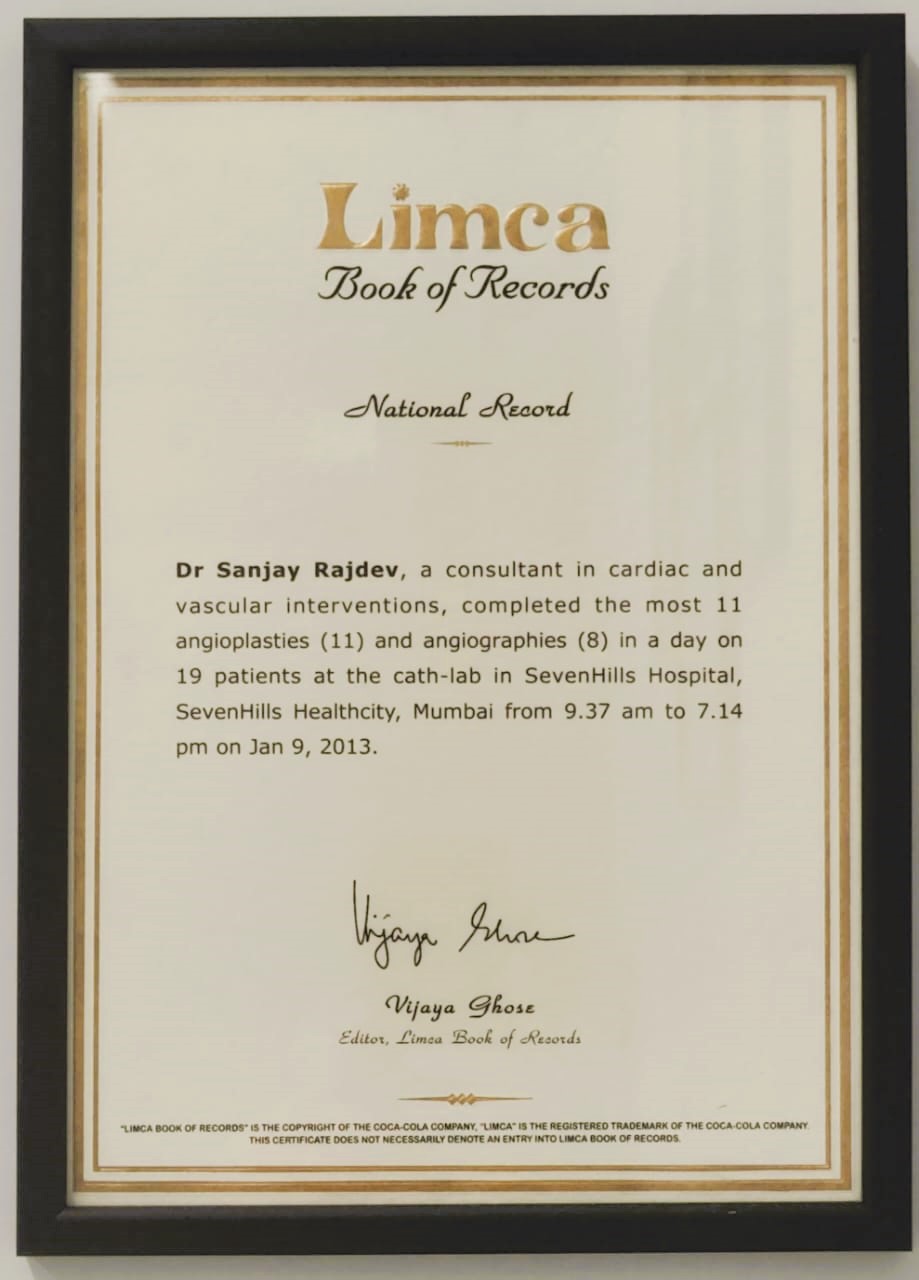 Limca
Book of Records
National Record
Dr Sanjay Rajdev, a consultant in cardiac and
vascular interventions, completed the most 11
angioplasties (11) and angiographies (8) in a day on
19 patients at the cath-lab in SevenHills Hospital,
SevenHills Healthcity, Mumbai from 9.37 am to 7.14
pm on Jan 9, 2013.
Vijaya Ghose
Vijaya Ghose
Editor, Limca Book of Records
"LIMCA BOOK OF RECORDS" IS THE COPYRIGHT OF THE COCA-COLA COMPANY, "LIMCA" IS THE REGISTERED TRADEMARK OF THE COCA-COLA COMPANY.
THIS CERTIFICATE DOES NOT NECESSARILY DENOTE AN ENTRY INTO LIMCA BOOK OF RECORDS.